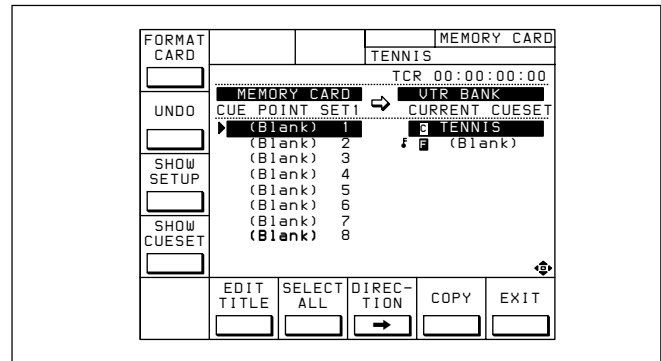 FORMAT
CARD
MEMORY CARD
TENNIS
TCR 00:00:00:00
UNDO
MEMORY CARD
CUE POINT SET1
VTR BANK
CURRENT CUESET
(Blank) 1
(Blank) 2
(Blank) 3
(Blank) 4
(Blank) 5
(Blank) 6
(Blank) 7
(Blank) 8
C TENNIS
F (Blank)
SHOW
SETUP
SHOW
CUESET
EDIT
TITLE
SELECT
ALL
DIREC-
TION
COPY
EXIT